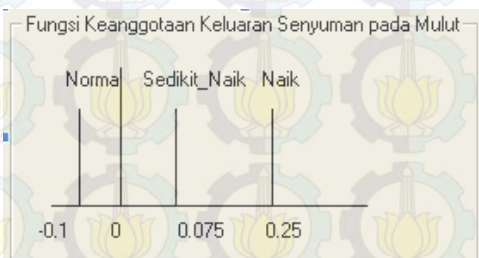 Fungsi Keanggotaan Keluaran Senyuman pada Mulut
Normal Sedikit_Naik Naik
-0.1 0 0.075 0.25